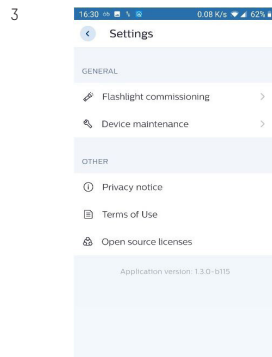 3
16:30
0.08 K/s 62%
Settings
GENERAL
Flashlight commissioning
Device maintenance
OTHER
Privacy notice
Terms of Use
Open source licenses
Application version: 1.3.0-b115